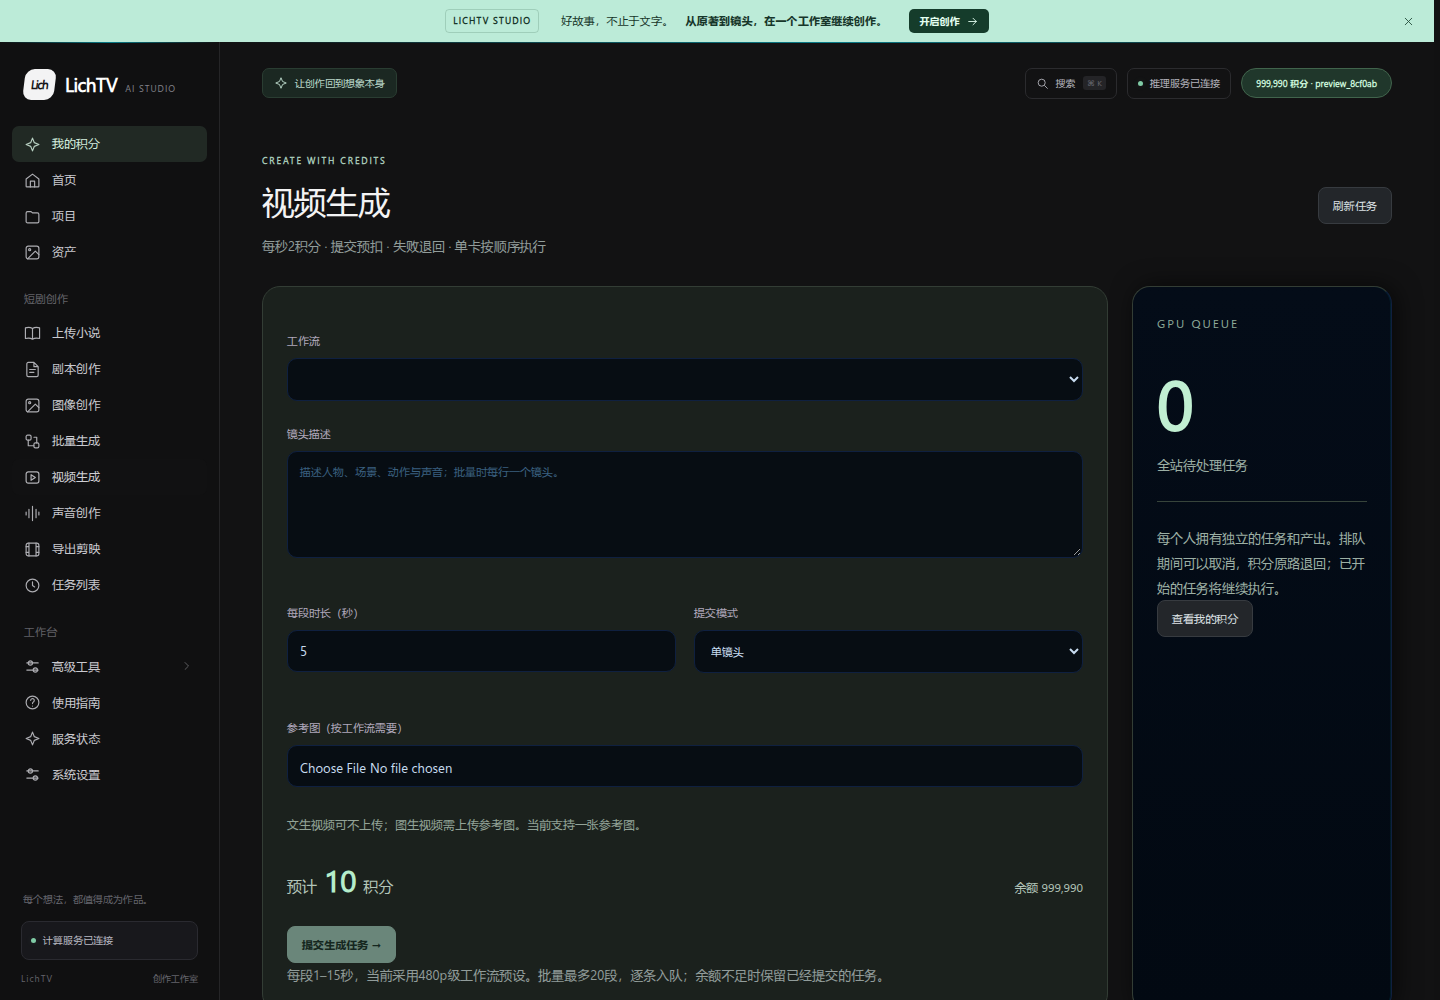 LICHTV STUDIO 好故事，不止于文字。 从原著到镜头，在一个工作室继续创作。 开启创作 → ×
Lich LichTV AI STUDIO
让创作回到想象本身
搜索 ⌘ K
推理服务已连接
999,990 积分 · preview_8cf0ab
我的积分
首页
项目
资产
短剧创作
上传小说
剧本创作
图像创作
批量生成
视频生成
声音创作
导出剪映
任务列表
工作台
高级工具
使用指南
服务状态
系统设置
每个想法，都值得成为作品。
计算服务已连接
LichTV 创作工作室
CREATE WITH CREDITS
视频生成
刷新任务
每秒2积分 · 提交预扣 · 失败退回 · 单卡按顺序执行
工作流
镜头描述
描述人物、场景、动作与声音；批量时每行一个镜头。
每段时长（秒） 提交模式
5 单镜头
参考图（按工作流需要）
Choose File No file chosen
文生视频可不上传；图生视频需上传参考图。当前支持一张参考图。
预计 10 积分 余额 999,990
提交生成任务 →
每段1–15秒，当前采用480p级工作流预设。批量最多20段，逐条入队；余额不足时保留已经提交的任务。
GPU QUEUE
0
全站待处理任务
每个人拥有独立的任务和产出。排队
期间可以取消，积分原路退回；已开
始的任务将继续执行。
查看我的积分